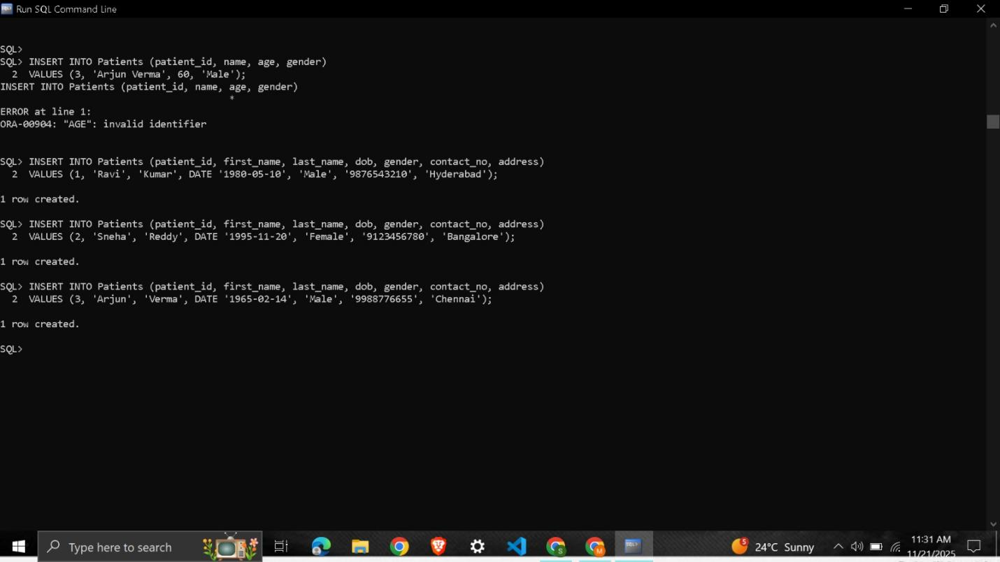 Run SQL Command Line
SQL>
SQL> INSERT INTO Patients (patient_id, name, age, gender)
  2  VALUES (3, 'Arjun Verma', 60, 'Male');
INSERT INTO Patients (patient_id, name, age, gender)
                                        *
ERROR at line 1:
ORA-00904: "AGE": invalid identifier
SQL> INSERT INTO Patients (patient_id, first_name, last_name, dob, gender, contact_no, address)
  2  VALUES (1, 'Ravi', 'Kumar', DATE '1980-05-10', 'Male', '9876543210', 'Hyderabad');
1 row created.
SQL> INSERT INTO Patients (patient_id, first_name, last_name, dob, gender, contact_no, address)
  2  VALUES (2, 'Sneha', 'Reddy', DATE '1995-11-20', 'Female', '9123456780', 'Bangalore');
1 row created.
SQL> INSERT INTO Patients (patient_id, first_name, last_name, dob, gender, contact_no, address)
  2  VALUES (3, 'Arjun', 'Verma', DATE '1965-02-14', 'Male', '9988776655', 'Chennai');
1 row created.
SQL>
Type here to search
S
M
SQL>
5
24°C Sunny
11:31 AM
11/21/2025